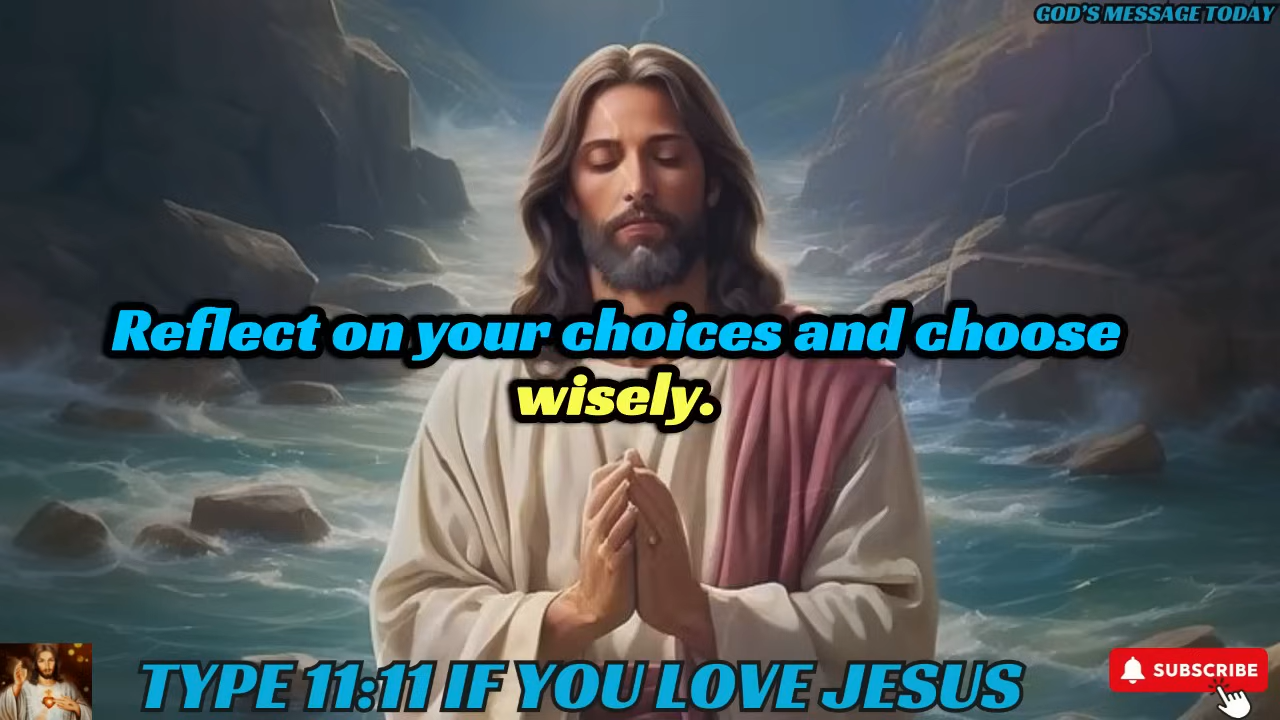 GOD'S MESSAGE TODAY
Reflect on your choices and choose
wisely.
TYPE 11:11 IF YOU LOVE JESUS
SUBSCRIBE